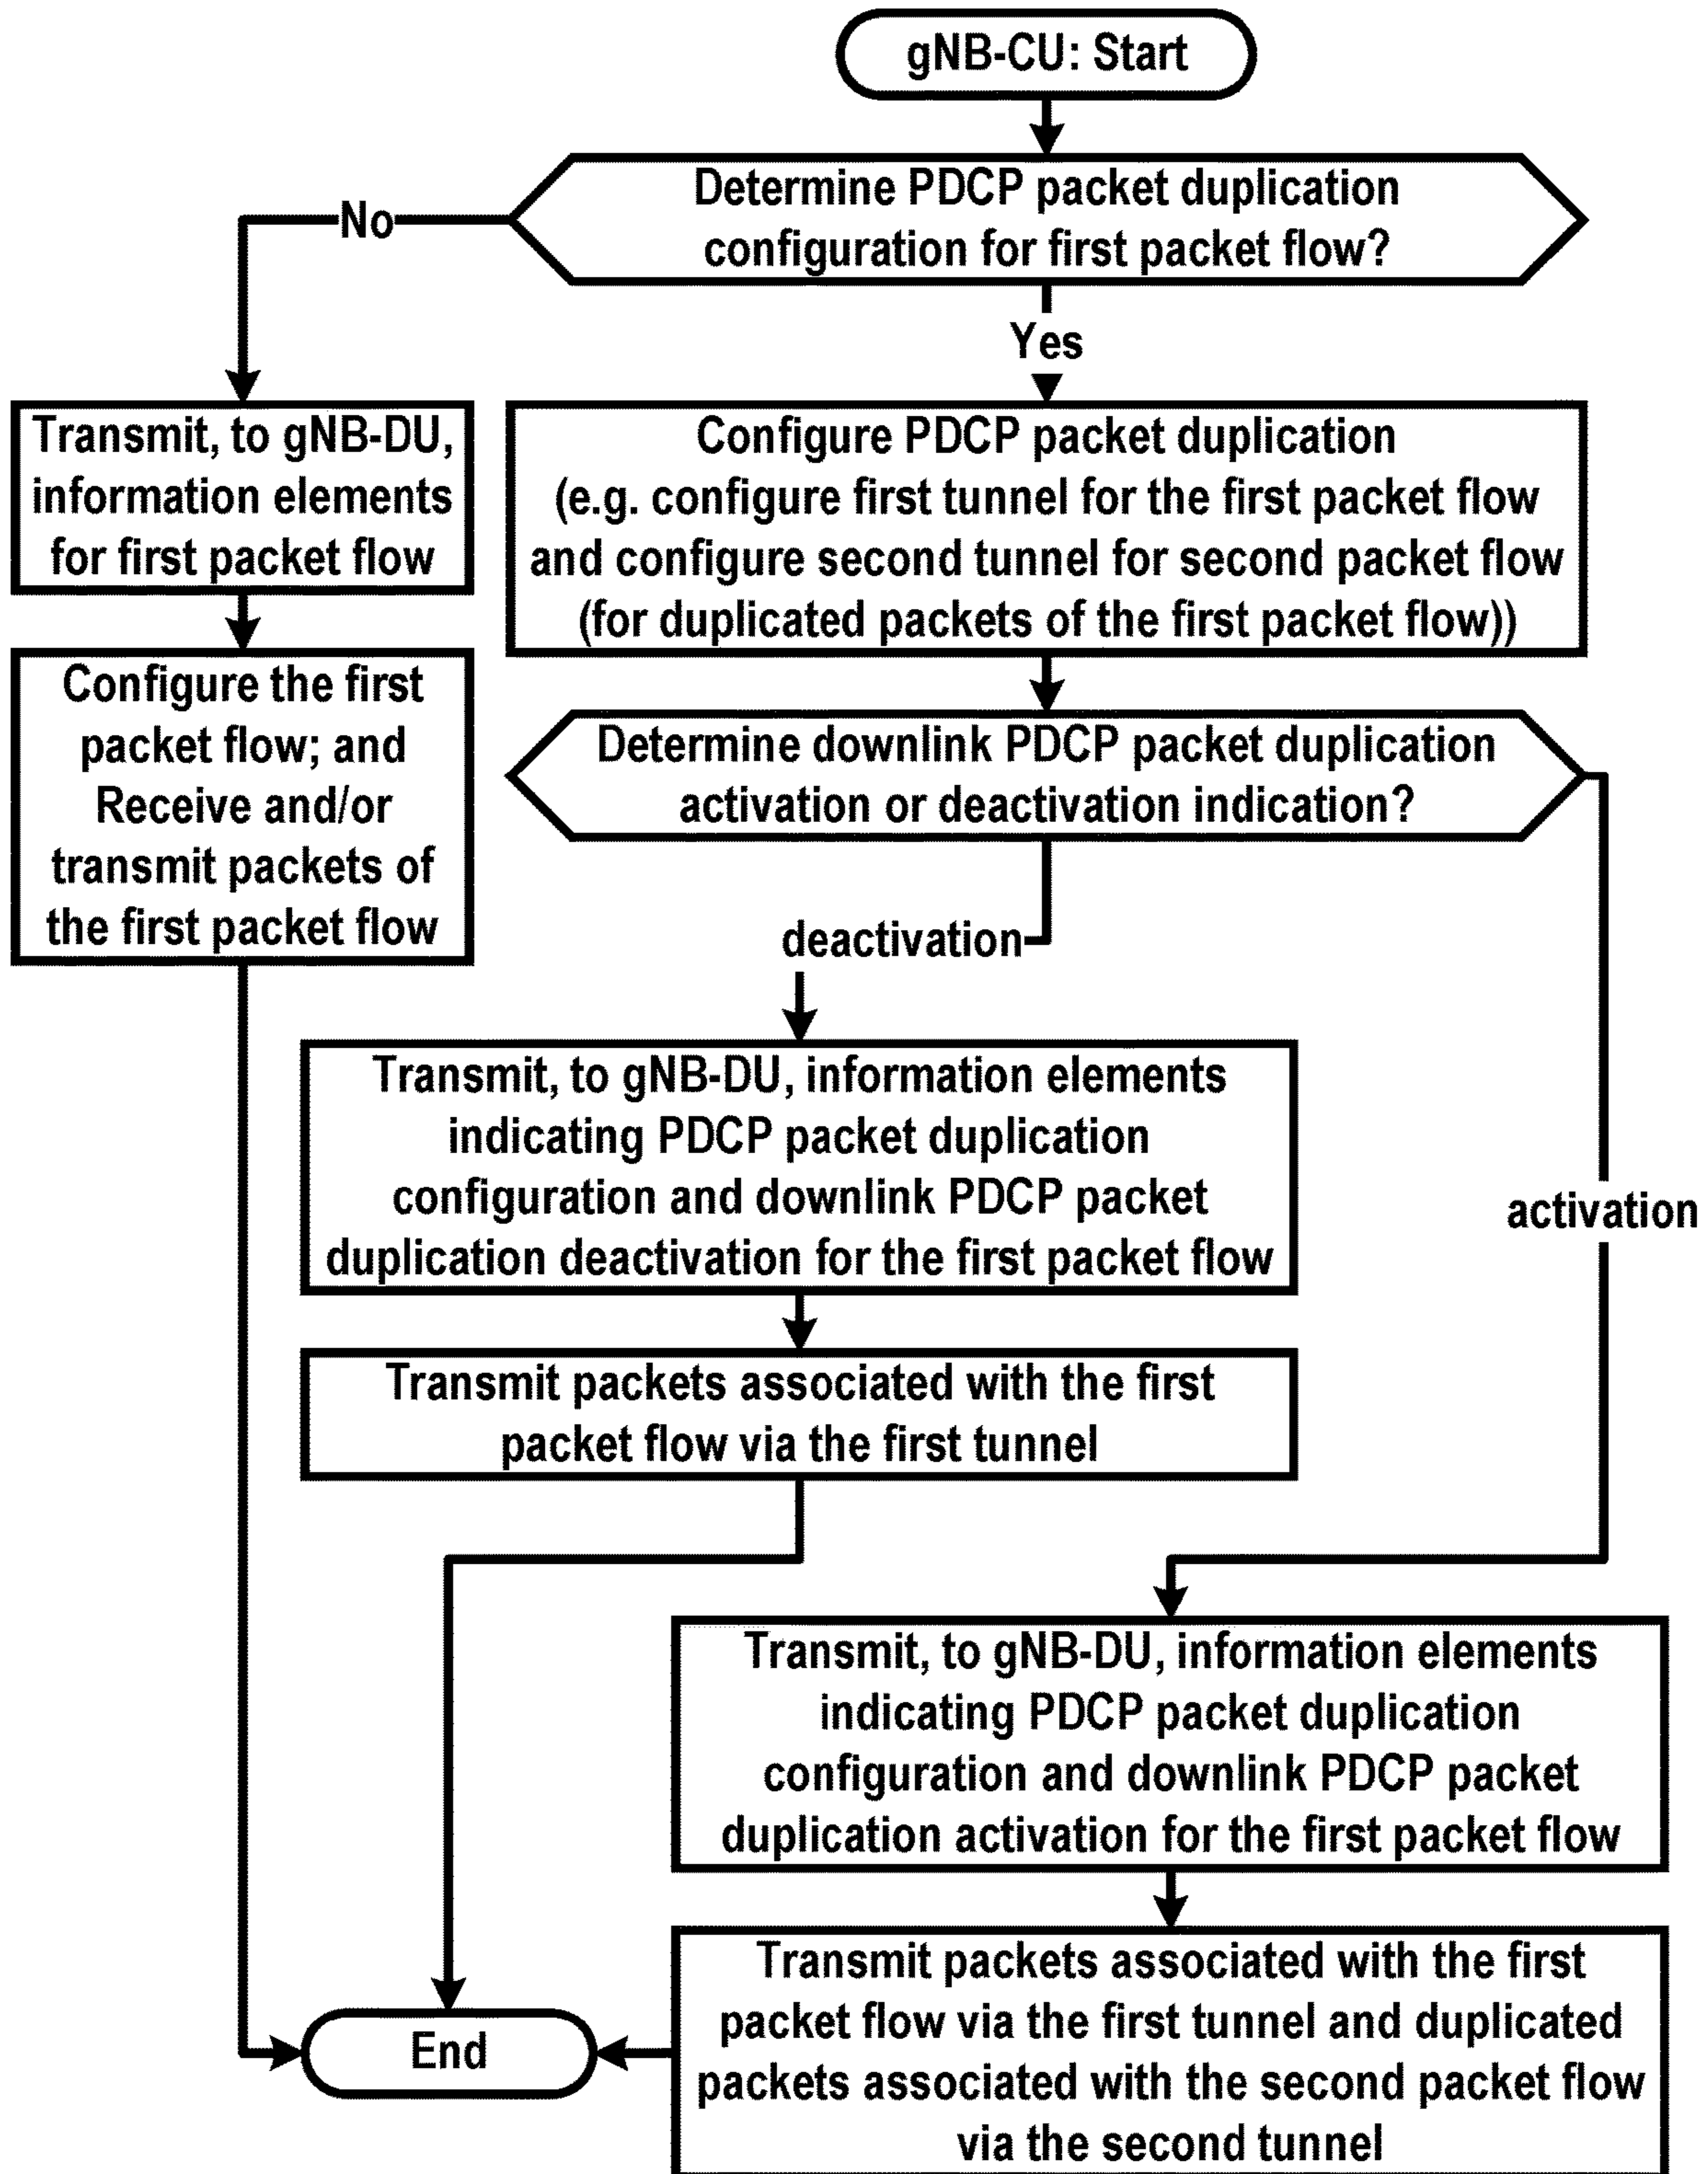 gNB-CU: Start
Determine PDCP packet duplication
configuration for first packet flow?
No
Yes
Transmit, to gNB-DU,
information elements
for first packet flow
Configure PDCP packet duplication
(e.g. configure first tunnel for the first packet flow
and configure second tunnel for second packet flow
(for duplicated packets of the first packet flow))
Configure the first
packet flow; and
Receive and/or
transmit packets of
the first packet flow
Determine downlink PDCP packet duplication
activation or deactivation indication?
deactivation
activation
Transmit, to gNB-DU, information elements
indicating PDCP packet duplication
configuration and downlink PDCP packet
duplication deactivation for the first packet flow
Transmit packets associated with the first
packet flow via the first tunnel
Transmit, to gNB-DU, information elements
indicating PDCP packet duplication
configuration and downlink PDCP packet
duplication activation for the first packet flow
Transmit packets associated with the first
packet flow via the first tunnel and duplicated
packets associated with the second packet flow
via the second tunnel
End